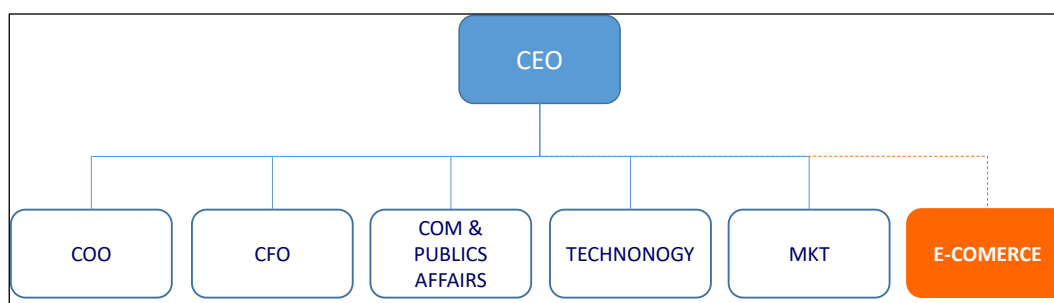 CEO
COO
CFO
COM &
PUBLICS
AFFAIRS
TECHNONOGY
MKT
E-COMERCE